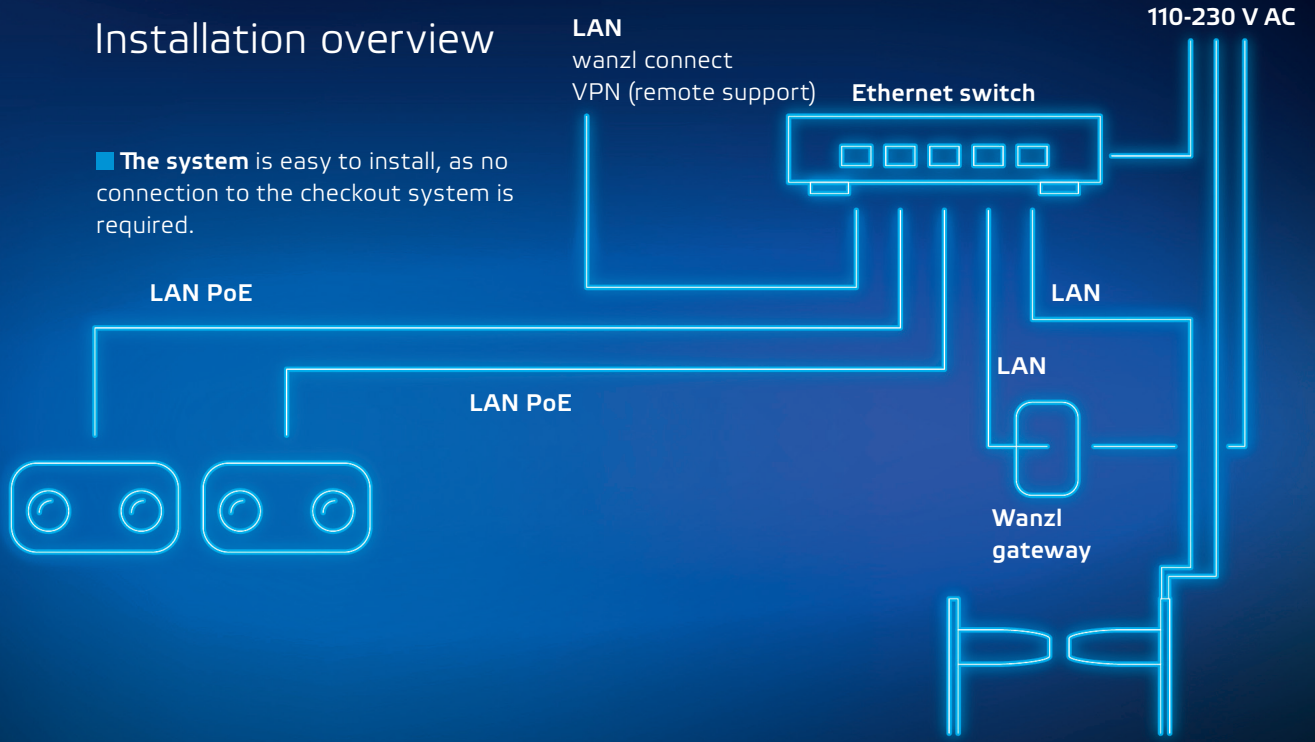 Installation overview
The system is easy to install, as no
connection to the checkout system is
required.
LAN
wanzl connect
VPN (remote support)
Ethernet switch
110-230 V AC
LAN PoE
LAN PoE
LAN
LAN
Wanzl
gateway